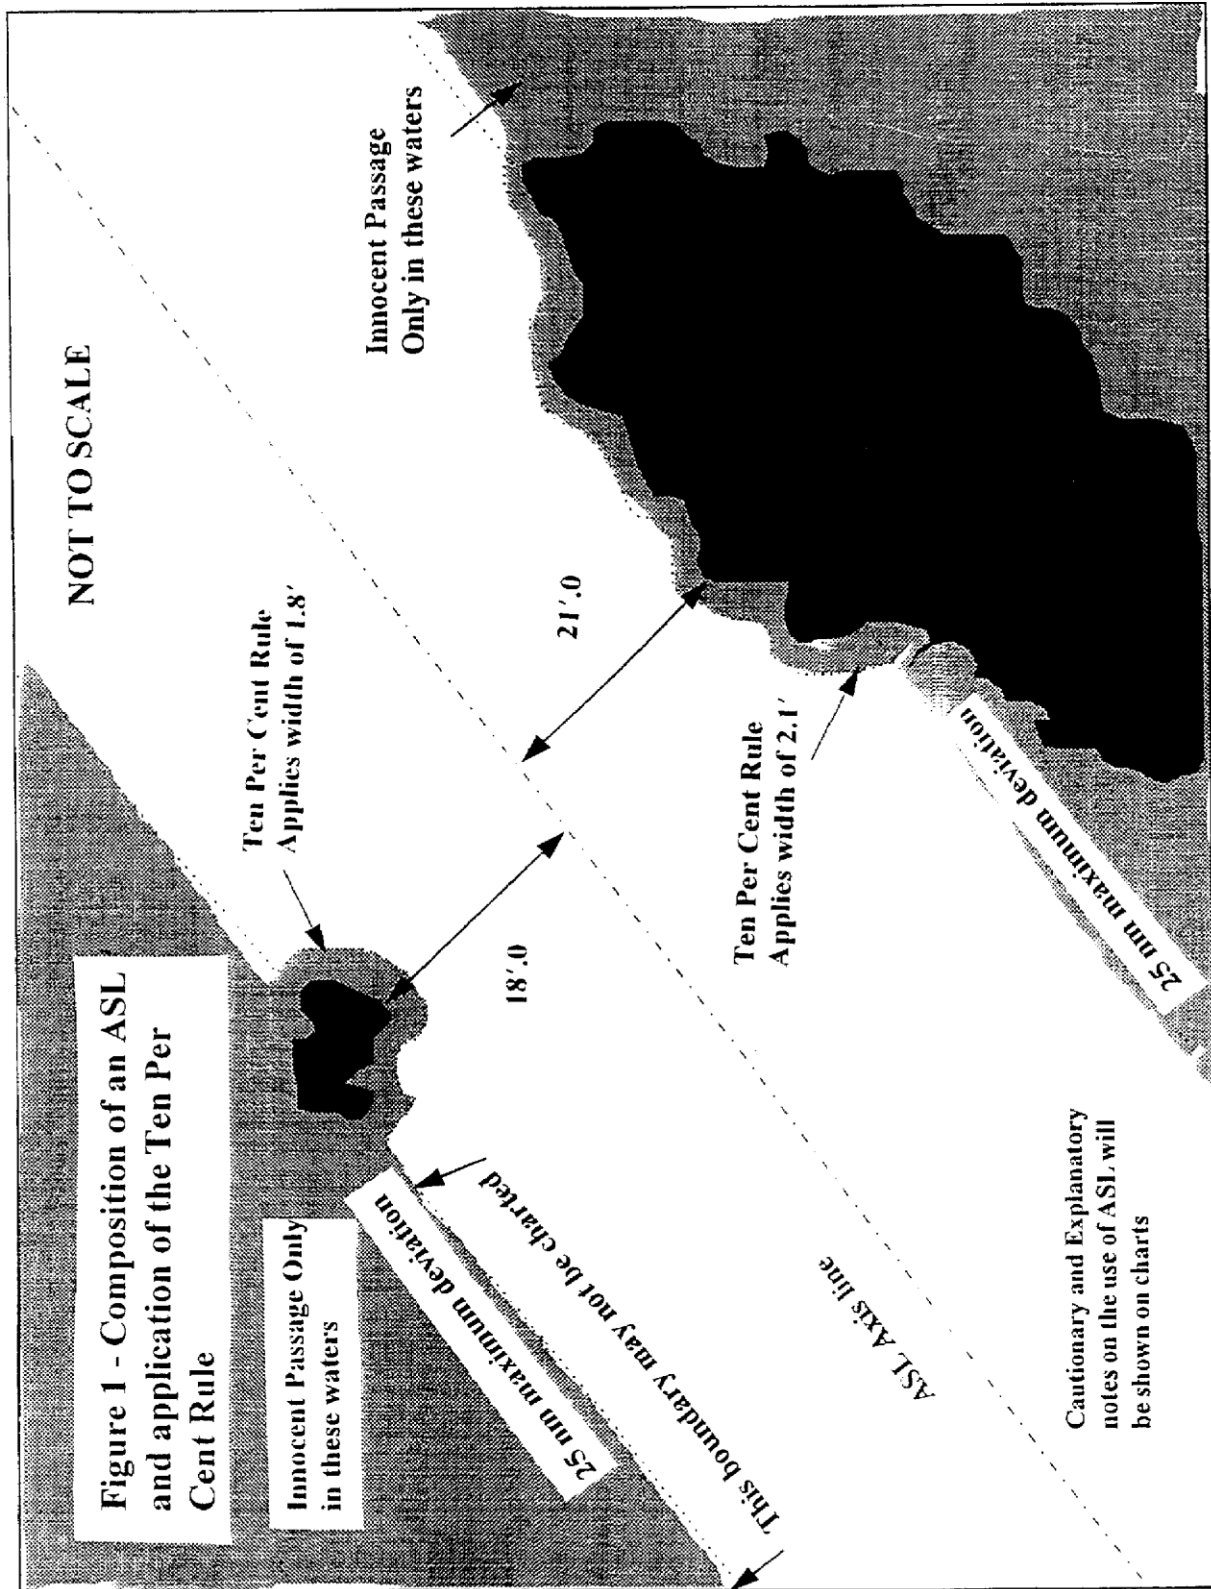 Figure 1 - Composition of an ASL
and application of the Ten Per
Cent Rule
Innocent Passage Only
in these waters
25 nm maximum
deviation
This boundary may not be charted
Ten Per Cent Rule
Applies width of 1.8'
NOT TO SCALE
18'.0
21'.0
Innocent Passage
Only in these waters
Ten Per Cent Rule
Applies width of 2.1'
25 nm maximum
deviation
ASL Axis line
Cautionary and Explanatory
notes on the use of ASL will
be shown on charts